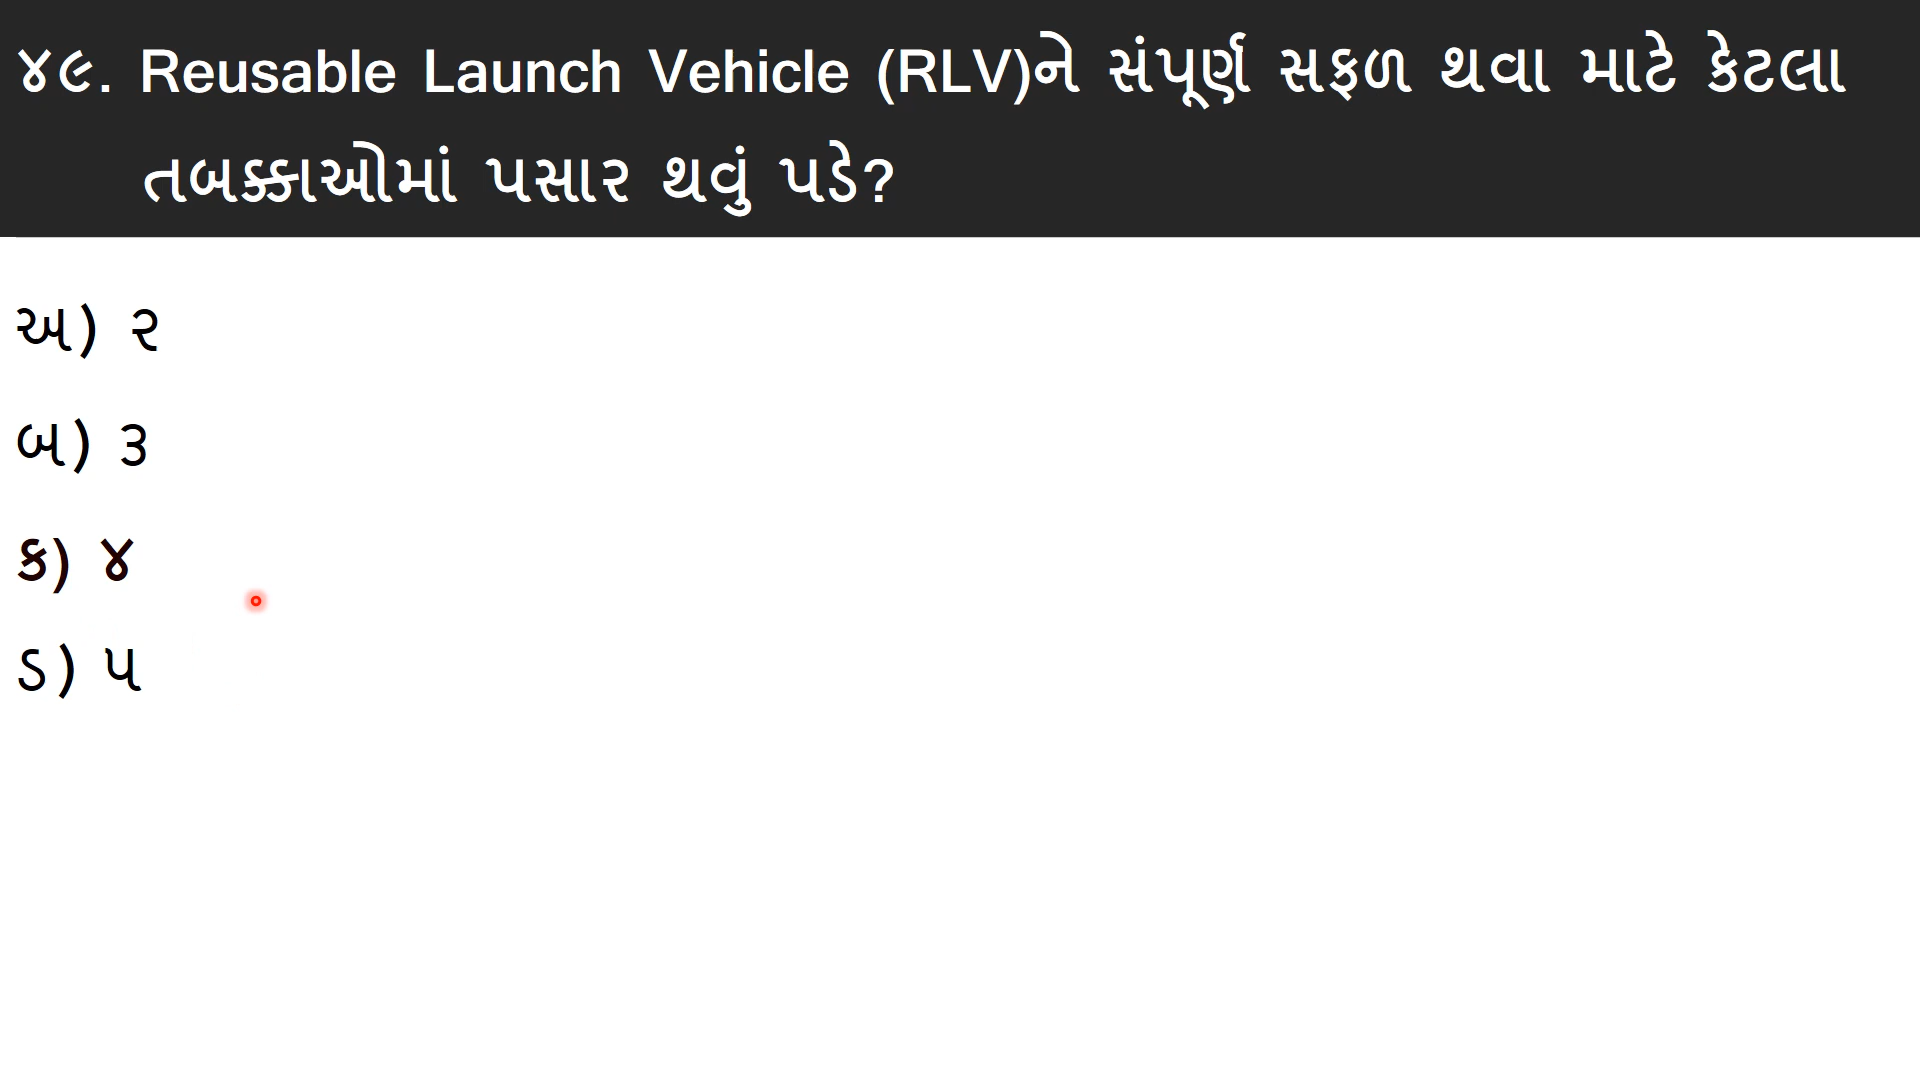 ૪૯. Reusable Launch Vehicle (RLV)ને સંપૂર્ણ સફળ થવા માટે કેટલા
તબક્કાઓમાં પસાર થવું પડે?
અ) ૨
બ) ૩
ક) ૪
ડ) ૫